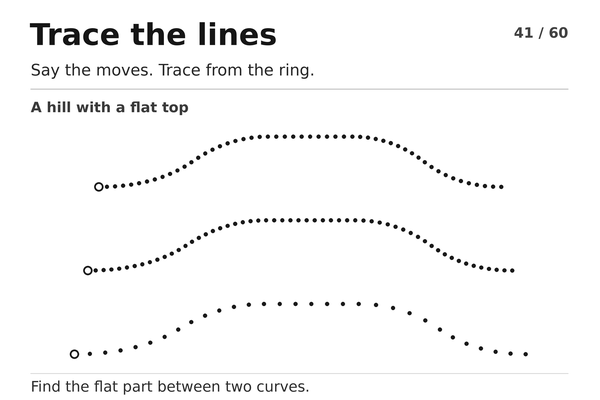 Trace the lines
41 / 60
Say the moves. Trace from the ring.
A hill with a flat top
Find the flat part between two curves.